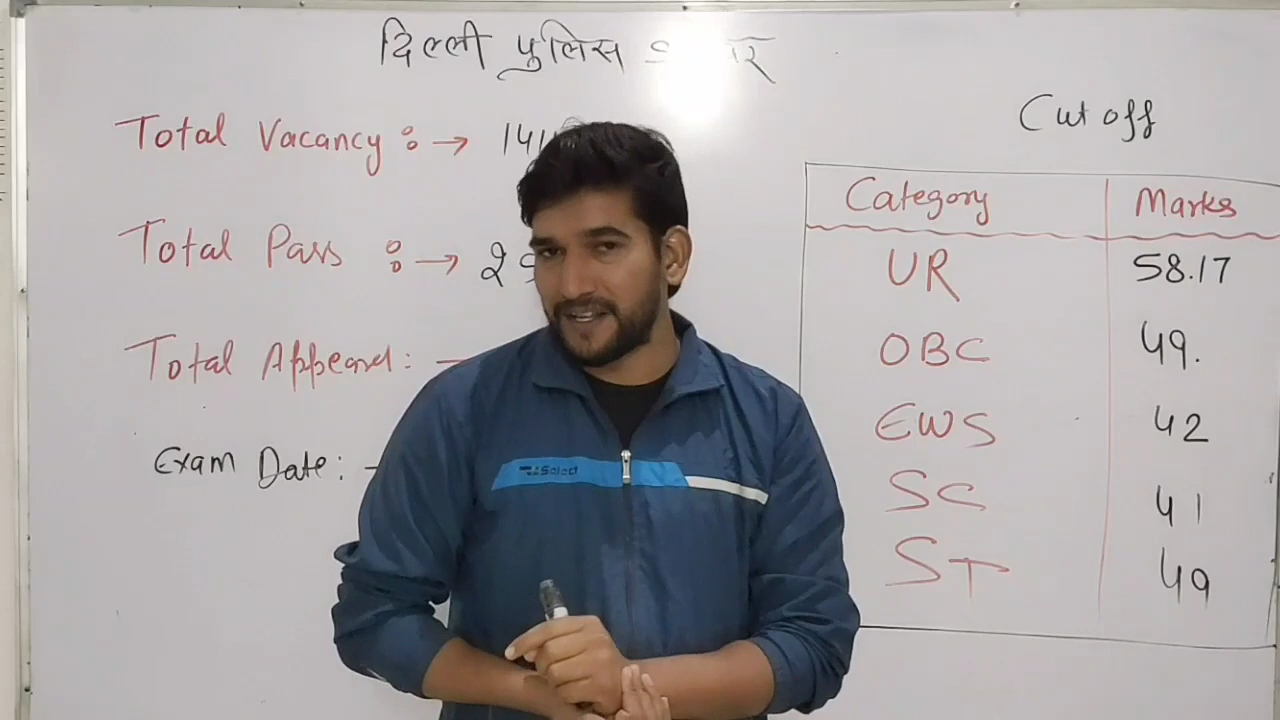 दिल्ली पुलिस
Total Vacancy :→
Total Pass :→
Total Appeared: —
Exam Date: -
Cut off
Category Marks
UR 58.17
OBC 49.
EWS 42
SC 41
ST 49
Select